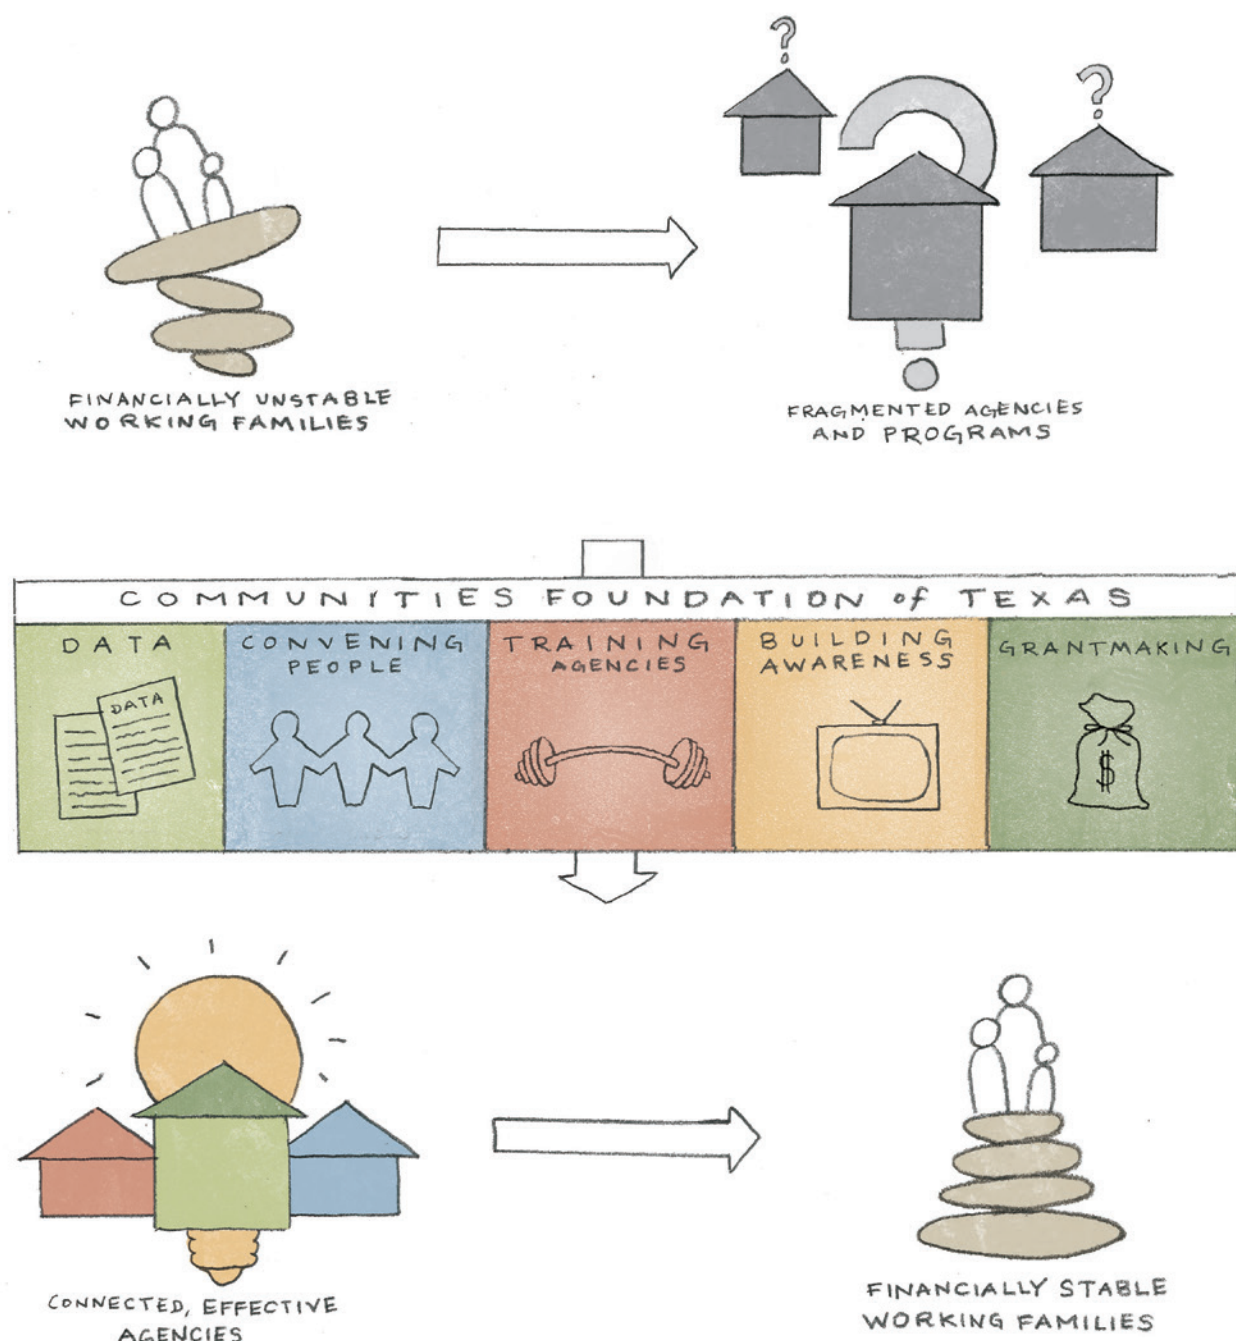 ?
?
?
FINANCIALLY UNSTABLE
WORKING FAMILIES
FRAGMENTED AGENCIES
AND PROGRAMS
COMMUNITIES FOUNDATION of TEXAS
DATA
CONVENING
PEOPLE
TRAINING
AGENCIES
BUILDING
AWARENESS
GRANTMAKING
DATA
$
CONNECTED, EFFECTIVE
AGENCIES
FINANCIALLY STABLE
WORKING FAMILIES